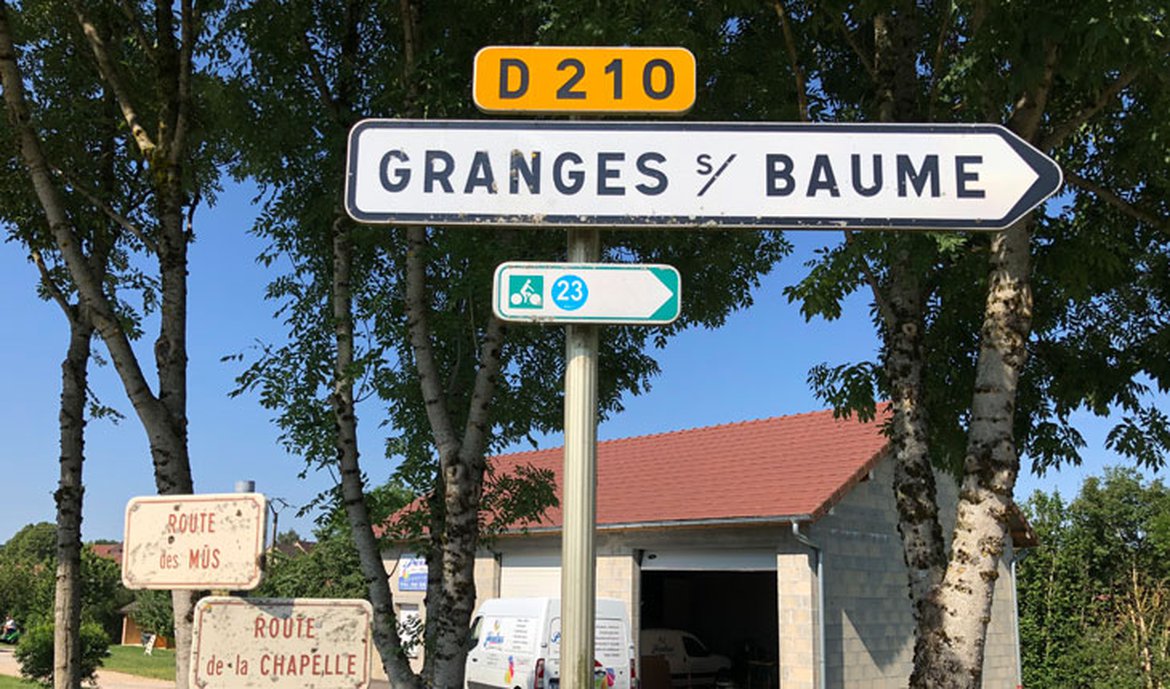 D 210
GRANGES s/ BAUME
23
ROUTE
des MÛS
ROUTE
de la CHAPELLE